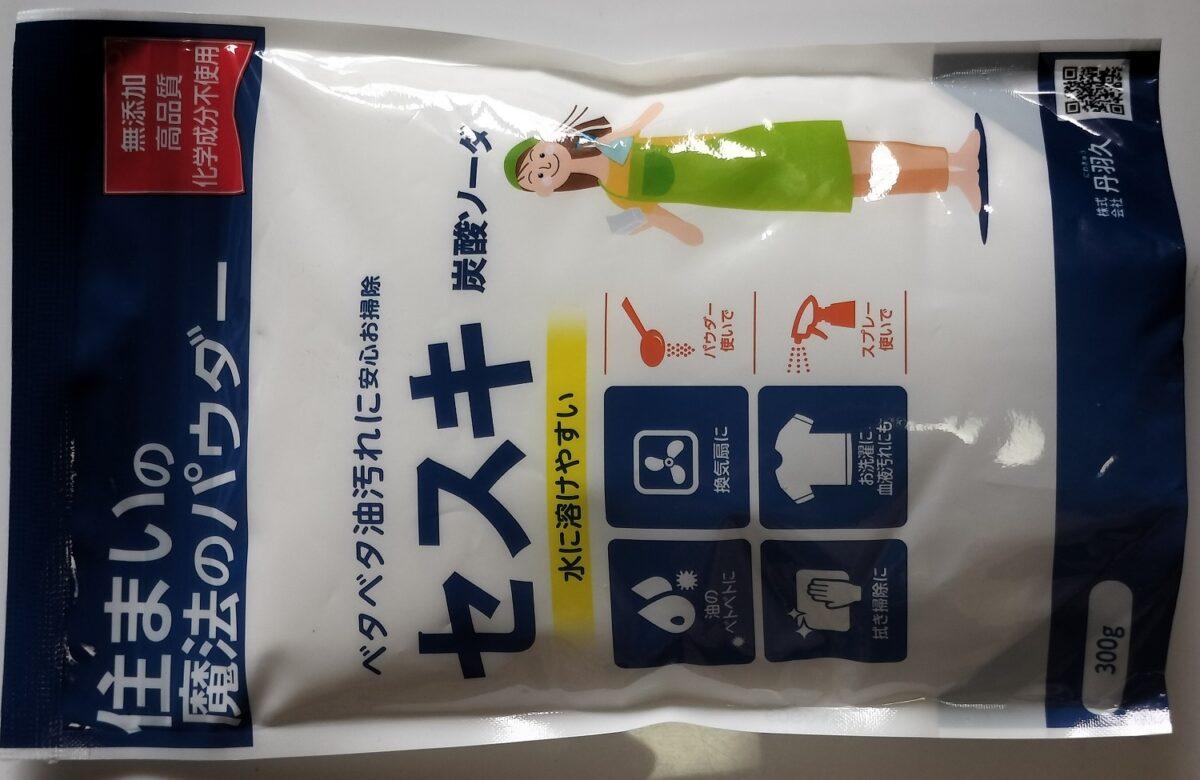 無添加
高品質
化学成分不使用
住まいの
魔法のパウダー
ベタベタ油汚れに安心お掃除
セスキ炭酸ソーダ
水に溶けやすい
油の
ベトベトに
換気扇に
パウダー
使いで
拭き掃除に
お洗濯に、
血液汚れにも
スプレー
使いで
300g
株式
会社
にわきゅう
丹羽久